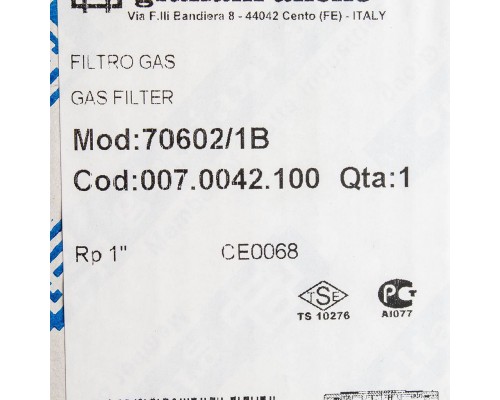 Via F.lli Bandiera 8 - 44042 Cento (FE) - ITALY
FILTRO GAS
GAS FILTER
Mod:70602/1B
Cod:007.0042.100 Qta:1
Rp 1" CE0068
TSE
TS 10276
PCT
AI077